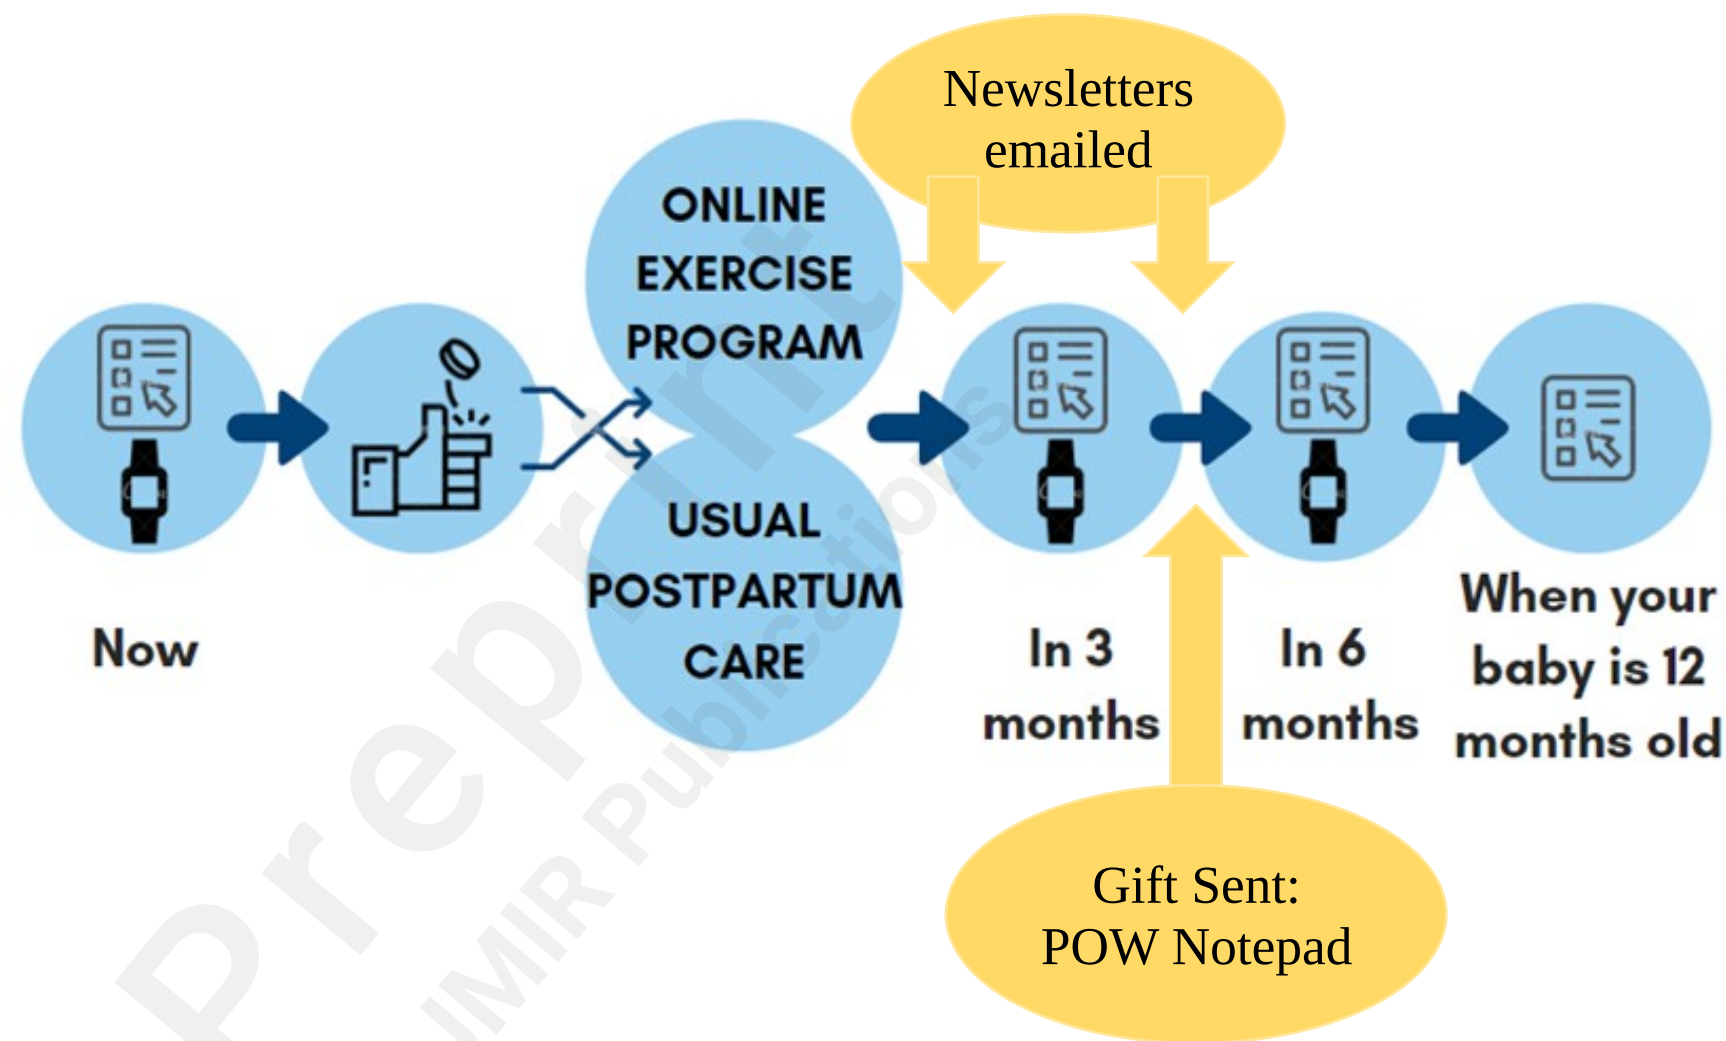 Newsletters
emailed
ONLINE
EXERCISE
PROGRAM
USUAL
POSTPARTUM
CARE
Now
In 3
months
In 6
months
When your
baby is 12
months old
Gift Sent:
POW Notepad
Preprint
JMIR Publications